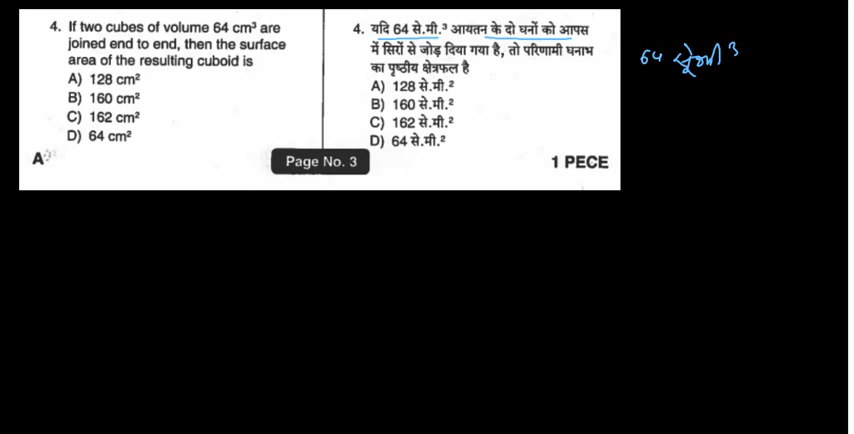 4. If two cubes of volume 64 cm³ are
joined end to end, then the surface
area of the resulting cuboid is
A) 128 cm²
B) 160 cm²
C) 162 cm²
D) 64 cm²
A
4. यदि 64 से.मी.³ आयतन के दो घनों को आपस
में सिरों से जोड़ दिया गया है, तो परिणामी घनाभ
का पृष्ठीय क्षेत्रफल है
A) 128 से.मी.²
B) 160 से.मी.²
C) 162 से.मी.²
D) 64 से.मी.²
Page No. 3
1 PECE
64 सेमी ³